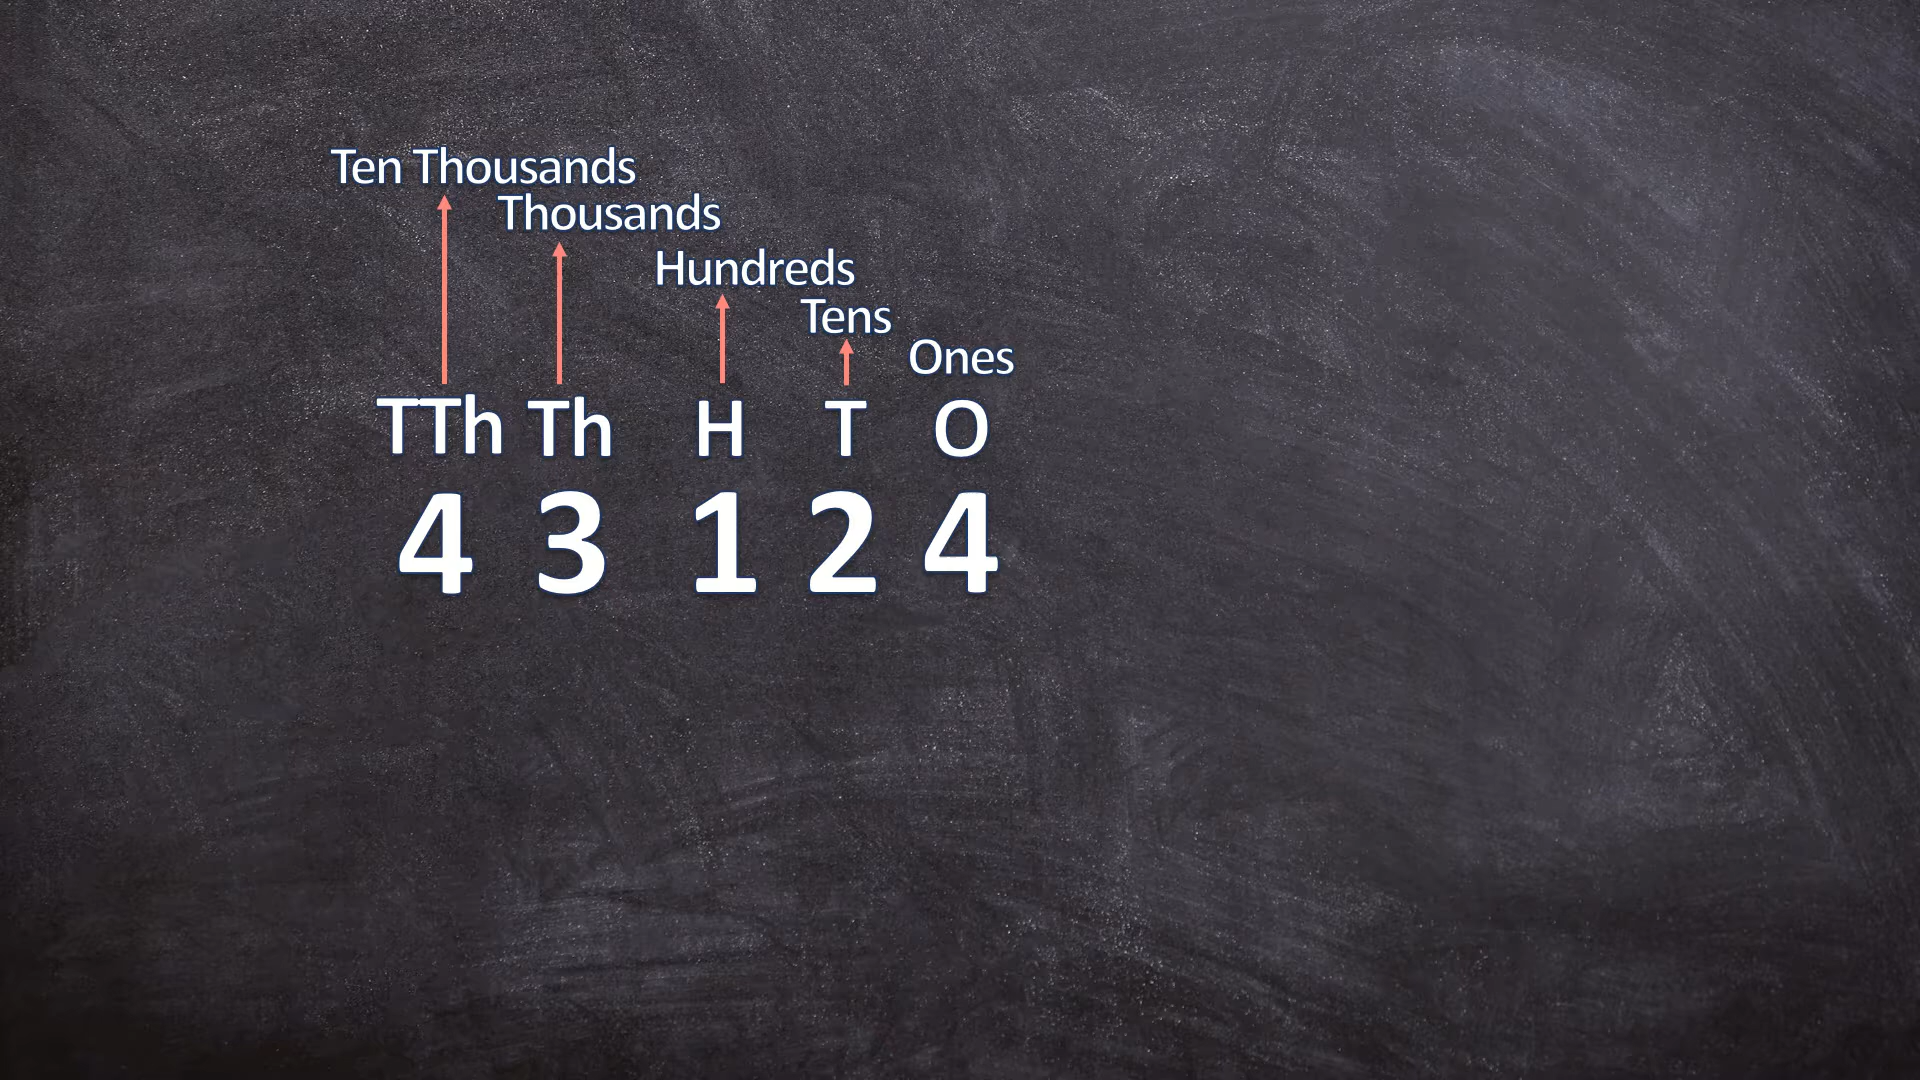 Ten Thousands
Thousands
Hundreds
Tens
Ones
TTh Th H T O
4 3 1 2 4